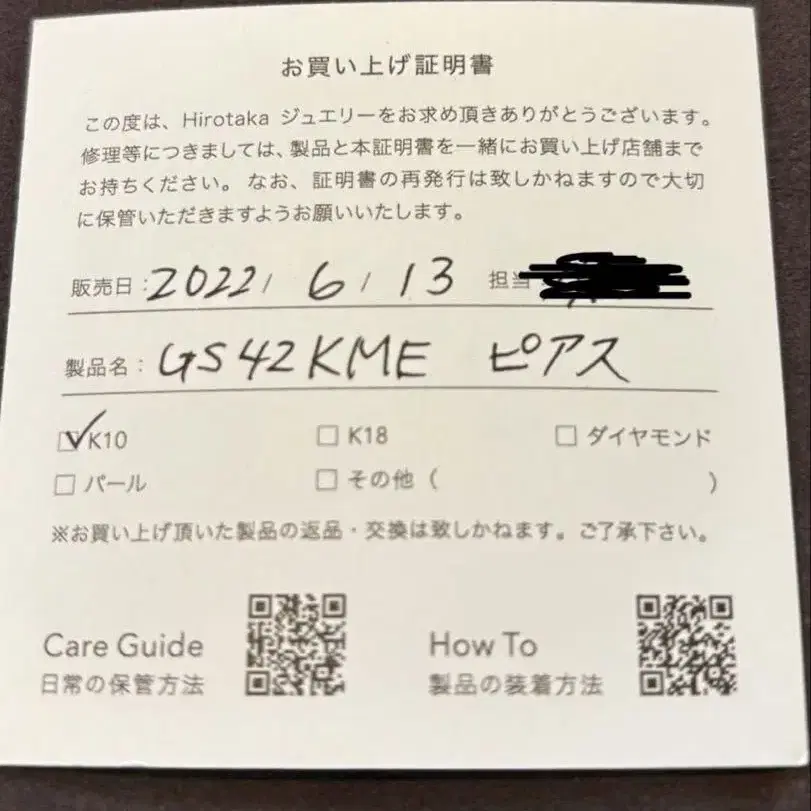 お買い上げ証明書
この度は、Hirotaka ジュエリーをお求め頂きありがとうございます。
修理等につきましては、製品と本証明書を一緒にお買い上げ店舗まで
お持ちください。なお、証明書の再発行は致しかねますので大切
に保管いただきますようお願いいたします。
販売日：2022/ 6/ 13 担当
製品名：GS42KME ピアス
☑K10 □ K18 □ ダイヤモンド
□ パール □ その他（ ）
※お買い上げ頂いた製品の返品・交換は致しかねます。ご了承下さい。
Care Guide
日常の保管方法
How To
製品の装着方法